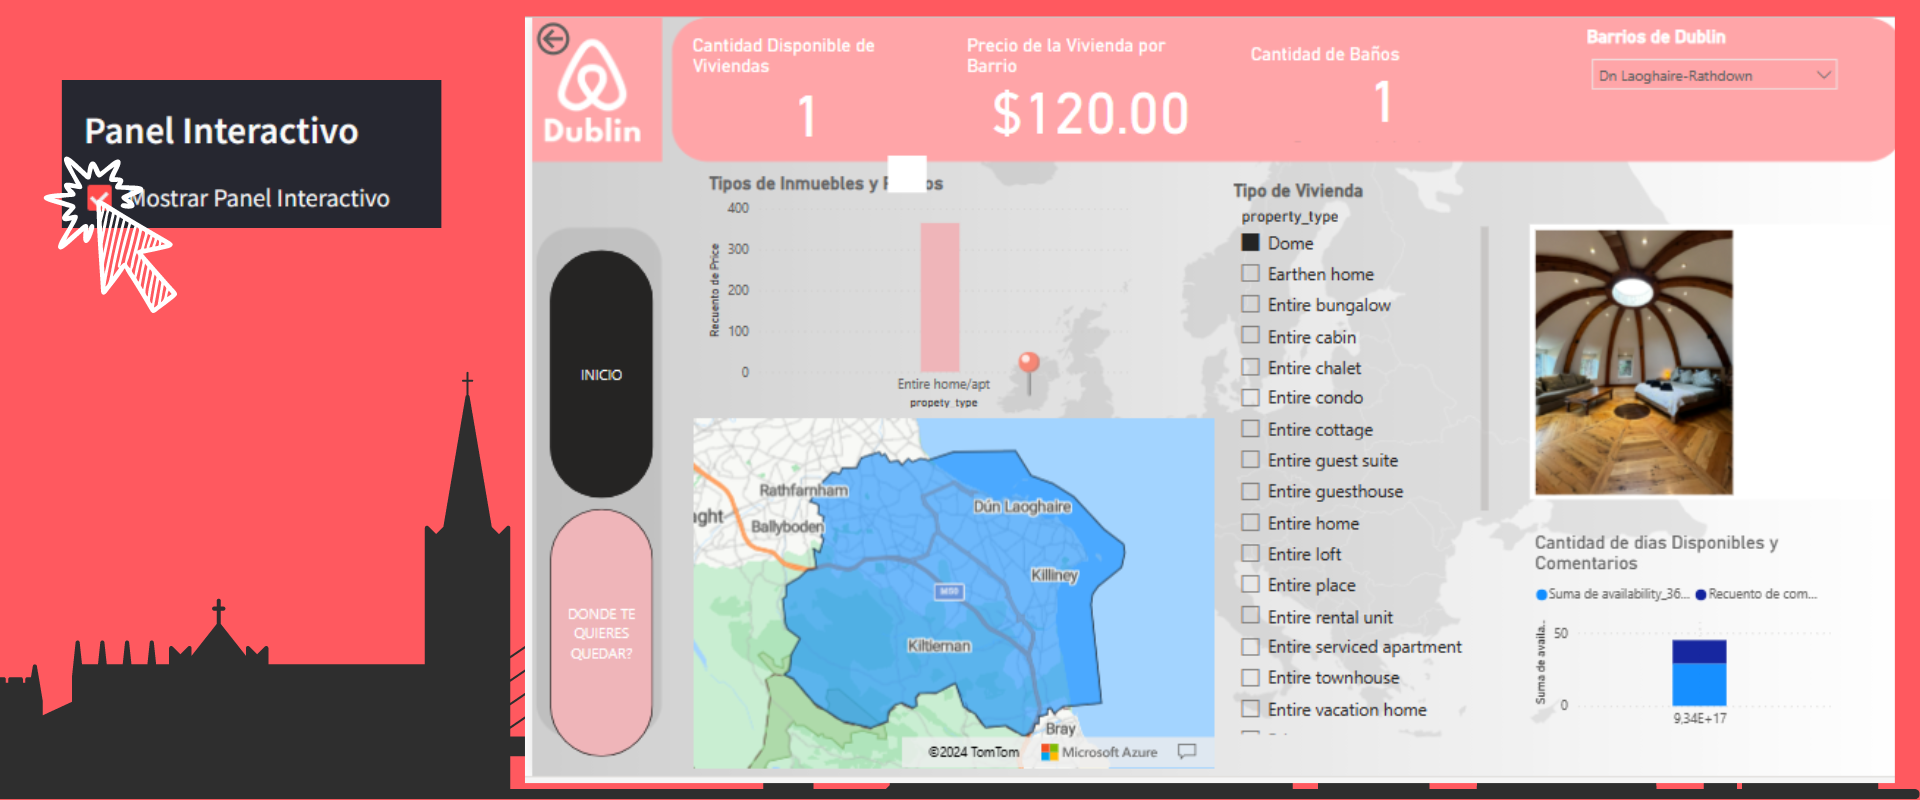 Panel Interactivo
Mostrar Panel Interactivo
Dublin
Cantidad Disponible de
Viviendas
1
Precio de la Vivienda por
Barrio
$120.00
Cantidad de Baños
1
Barrios de Dublin
Dn Laoghaire-Rathdown
INICIO
DONDE TE
QUIERES
QUEDAR?
Tipos de Inmuebles y
400
300
200
100
0
Recuento de Price
Entire home/apt
propety_type
Rathfarnham
Ballyboden
aght
Dún Laoghaire
Killiney
M50
Kiltiernan
Bray
©2024 TomTom
Microsoft Azure
Tipo de Vivienda
property_type
Dome
Earthen home
Entire bungalow
Entire cabin
Entire chalet
Entire condo
Entire cottage
Entire guest suite
Entire guesthouse
Entire home
Entire loft
Entire place
Entire rental unit
Entire serviced apartment
Entire townhouse
Entire vacation home
Cantidad de dias Disponibles y
Comentarios
Suma de availability_36...
Recuento de com...
Suma de availa..
50
0
9,34E+17